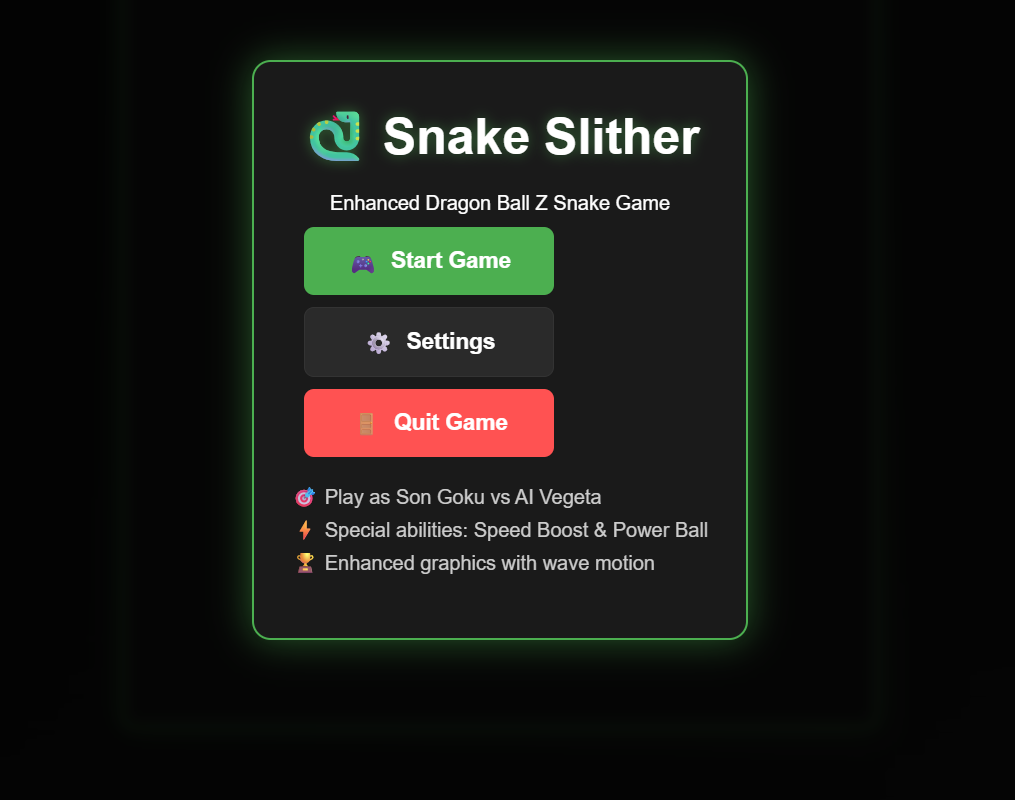 Snake Slither
Enhanced Dragon Ball Z Snake Game
Start Game
Settings
Quit Game
Play as Son Goku vs AI Vegeta
Special abilities: Speed Boost & Power Ball
Enhanced graphics with wave motion